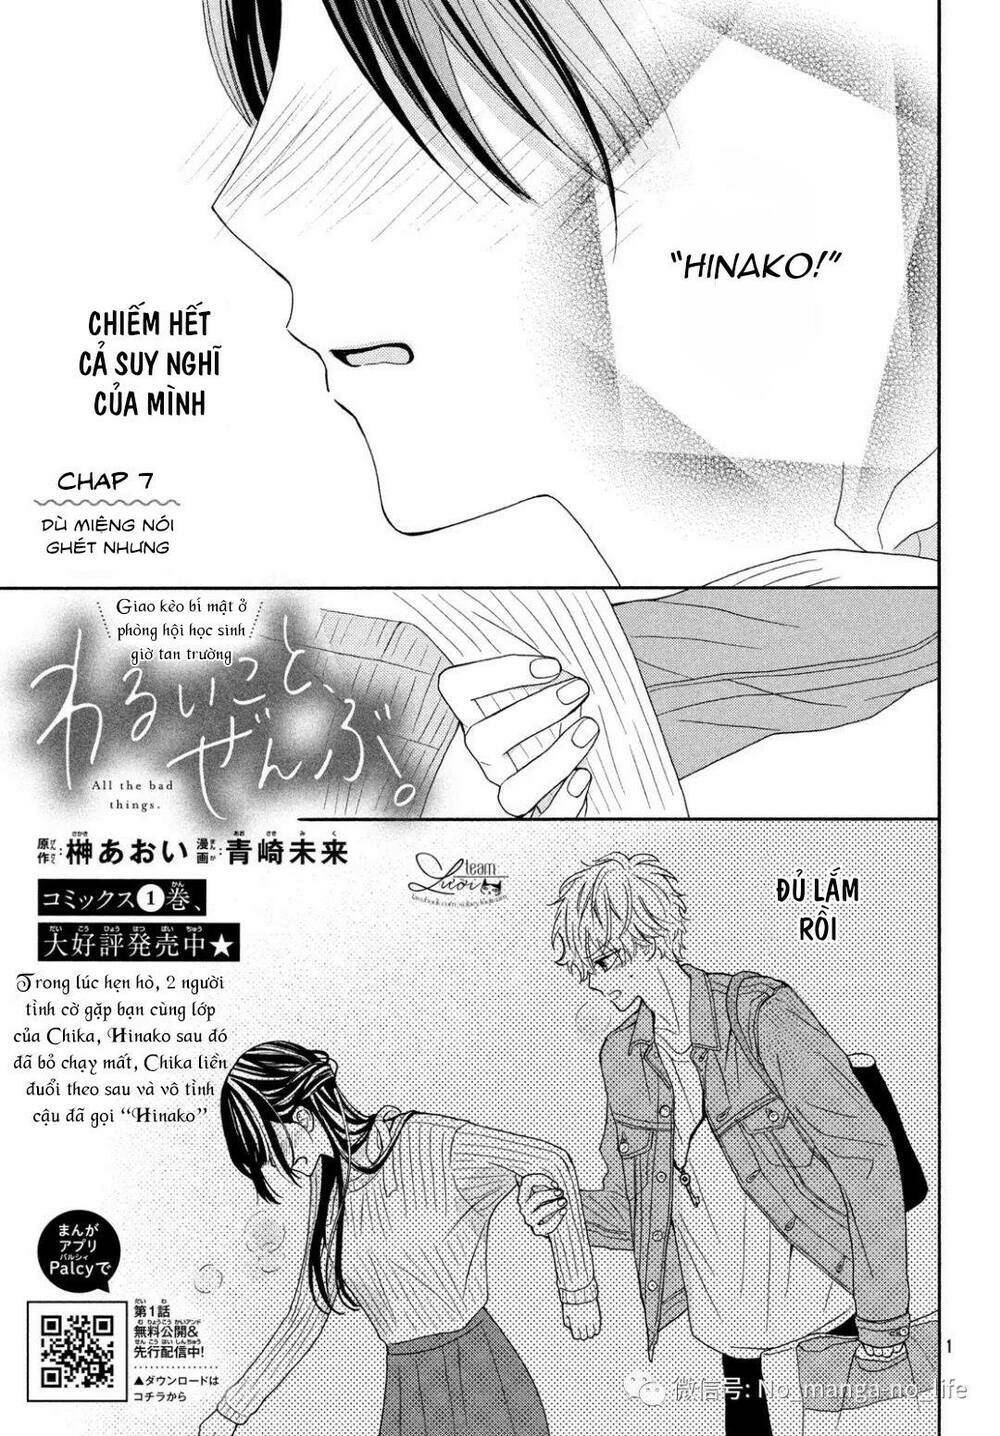 “HINAKO!”
CHIẾM HẾT
CẢ SUY NGHĨ
CỦA MÌNH
CHAP 7
DÙ MIỆNG NÓI
GHÉT NHƯNG
Giao kèo bí mật ở
phòng hội học sinh
giờ tan trường
わるいこと、
ぜんぶ。
All the bad
things.
原作:榊あおい 漫画:青崎未来
コミックス1巻、
大好評発売中★
team
Lười
ĐỦ LẮM
RỒI
Trong lúc hẹn hò, 2 người
tình cờ gặp bạn cùng lớp
của Chika, Hinako sau đó
đã bỏ chạy mất, Chika liền
đuổi theo sau và vô tình
cậu đã gọi “Hinako”
まんが
アプリ
パルシィ
Palcyで
第1話
無料公開&
先行配信中!
▲ダウンロードは
コチラから
1
微信号: No_manga-no_life